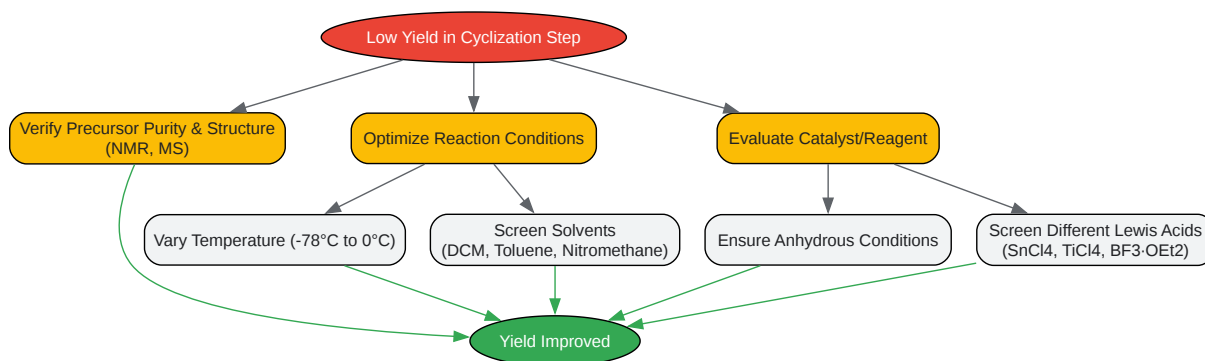 Low Yield in Cyclization Step
Verify Precursor Purity & Structure
(NMR, MS)
Optimize Reaction Conditions
Evaluate Catalyst/Reagent
Vary Temperature (-78°C to 0°C)
Screen Solvents
(DCM, Toluene, Nitromethane)
Ensure Anhydrous Conditions
Screen Different Lewis Acids
(SnCl4, TiCl4, BF3·OEt2)
Yield Improved